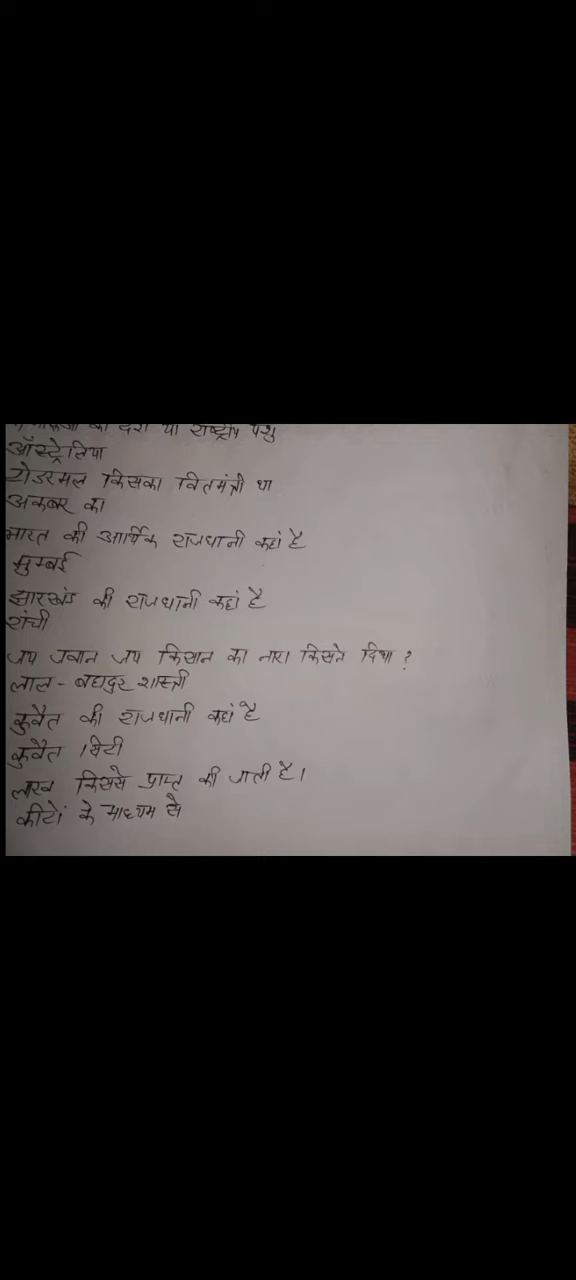 का देश या राष्ट्रीय पशु
ऑस्ट्रेलिया
टोडरमल किसका वितमंत्री था
अकबर का
भारत की आर्थिक राजधानी कहां है
मुम्बई
झारखंड की राजधानी कहां है
रांची
जय जवान जय किसान का नारा किसने दिया ?
लाल - बहादुर शास्त्री
कुवैत की राजधानी कहां है
कुवैत सिटी
लाख किससे प्राप्त की जाती है।
कीटों के माध्यम से